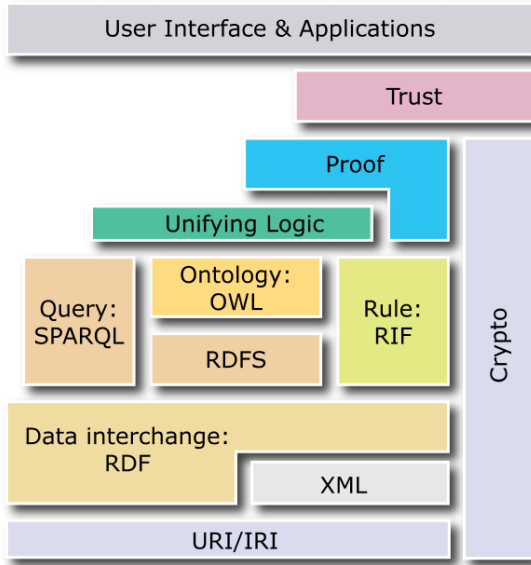 User Interface & Applications
Trust
Proof
Unifying Logic
Query:
SPARQL
Ontology:
OWL
RDFS
Rule:
RIF
Crypto
Data interchange:
RDF
XML
URI/IRI